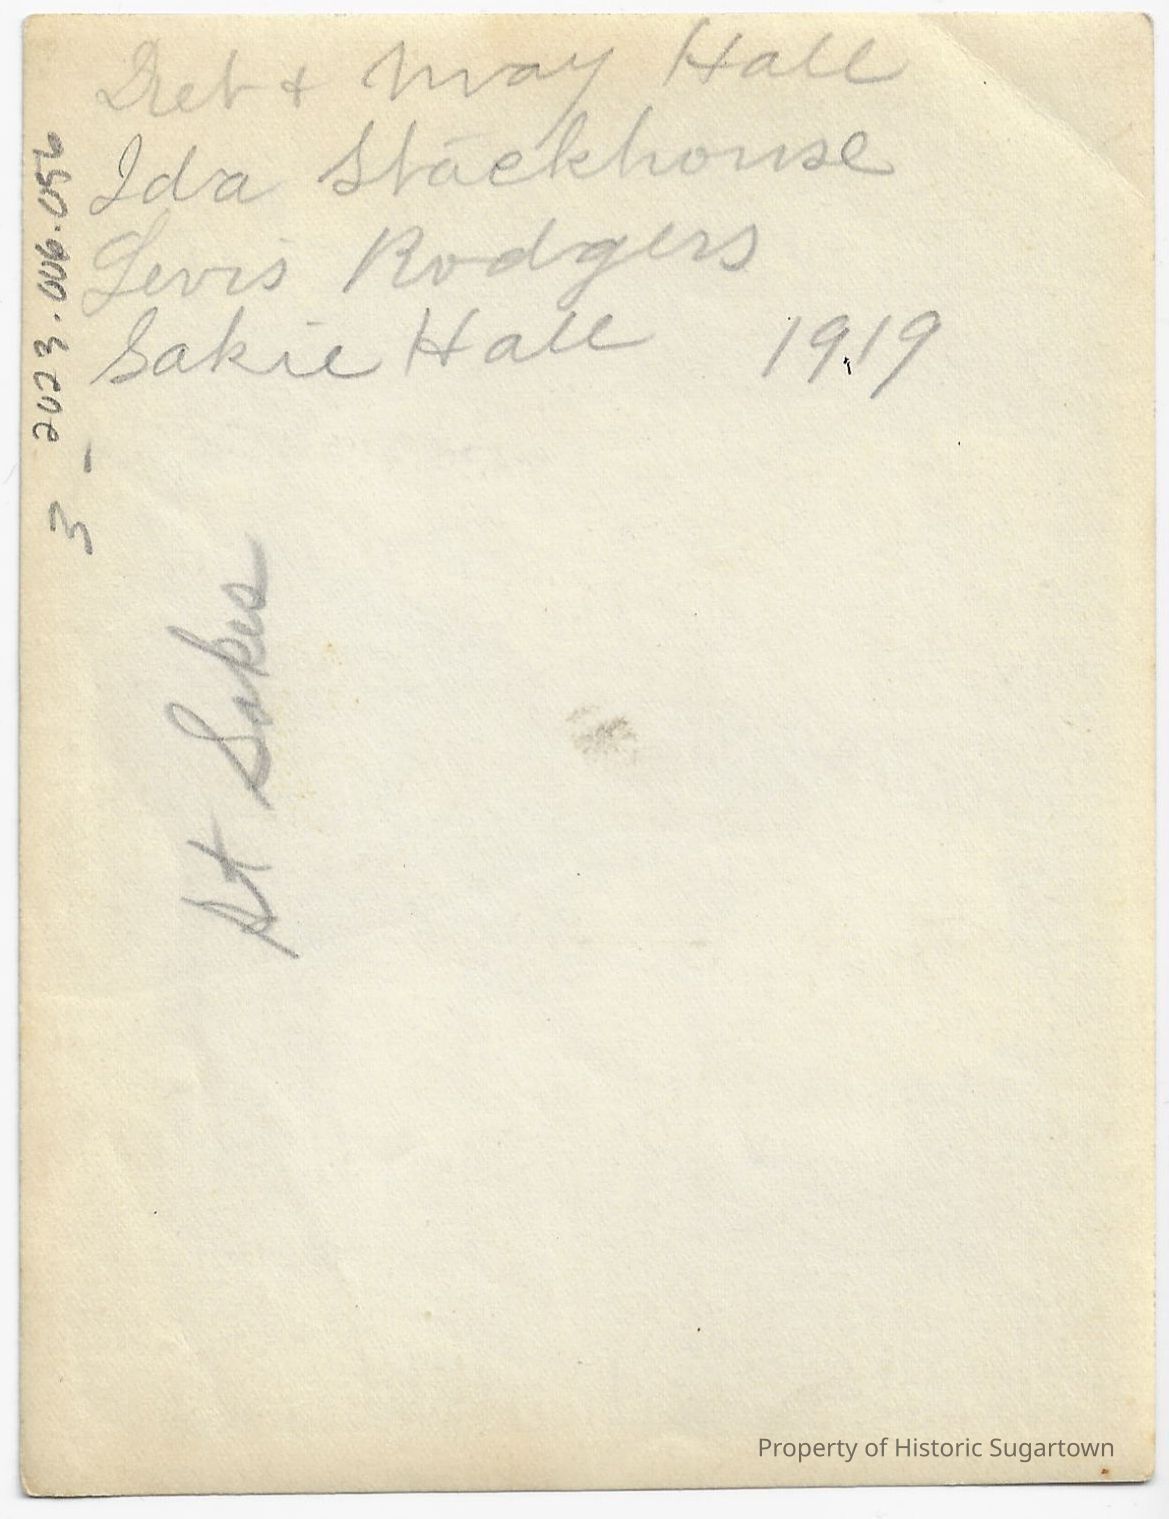 Deb + May Hall
Ida Stackhouse
Levis Rodgers
Sakie Hall 1919
2023.006.056
3 -
At Sakes
Property of Historic Sugartown